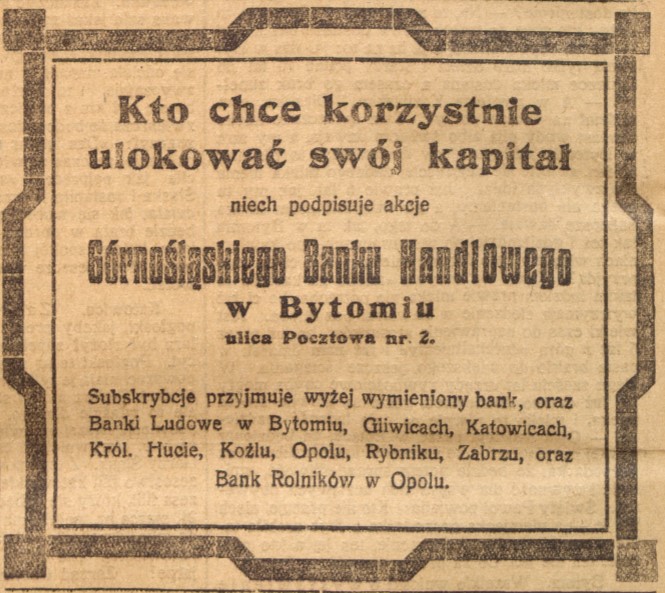 Kto chce korzystnie
ulokować swój kapitał
niech podpisuje akcje
Górnośląskiego Banku Handlowego
w Bytomiu
ulica Pocztowa nr. 2.
Subskrybcje przyjmuje wyżej wymieniony bank, oraz
Banki Ludowe w Bytomiu, Gliwicach, Katowicach,
Król. Hucie, Koźlu, Opolu, Rybniku, Zabrzu, oraz
Bank Rolników w Opolu.